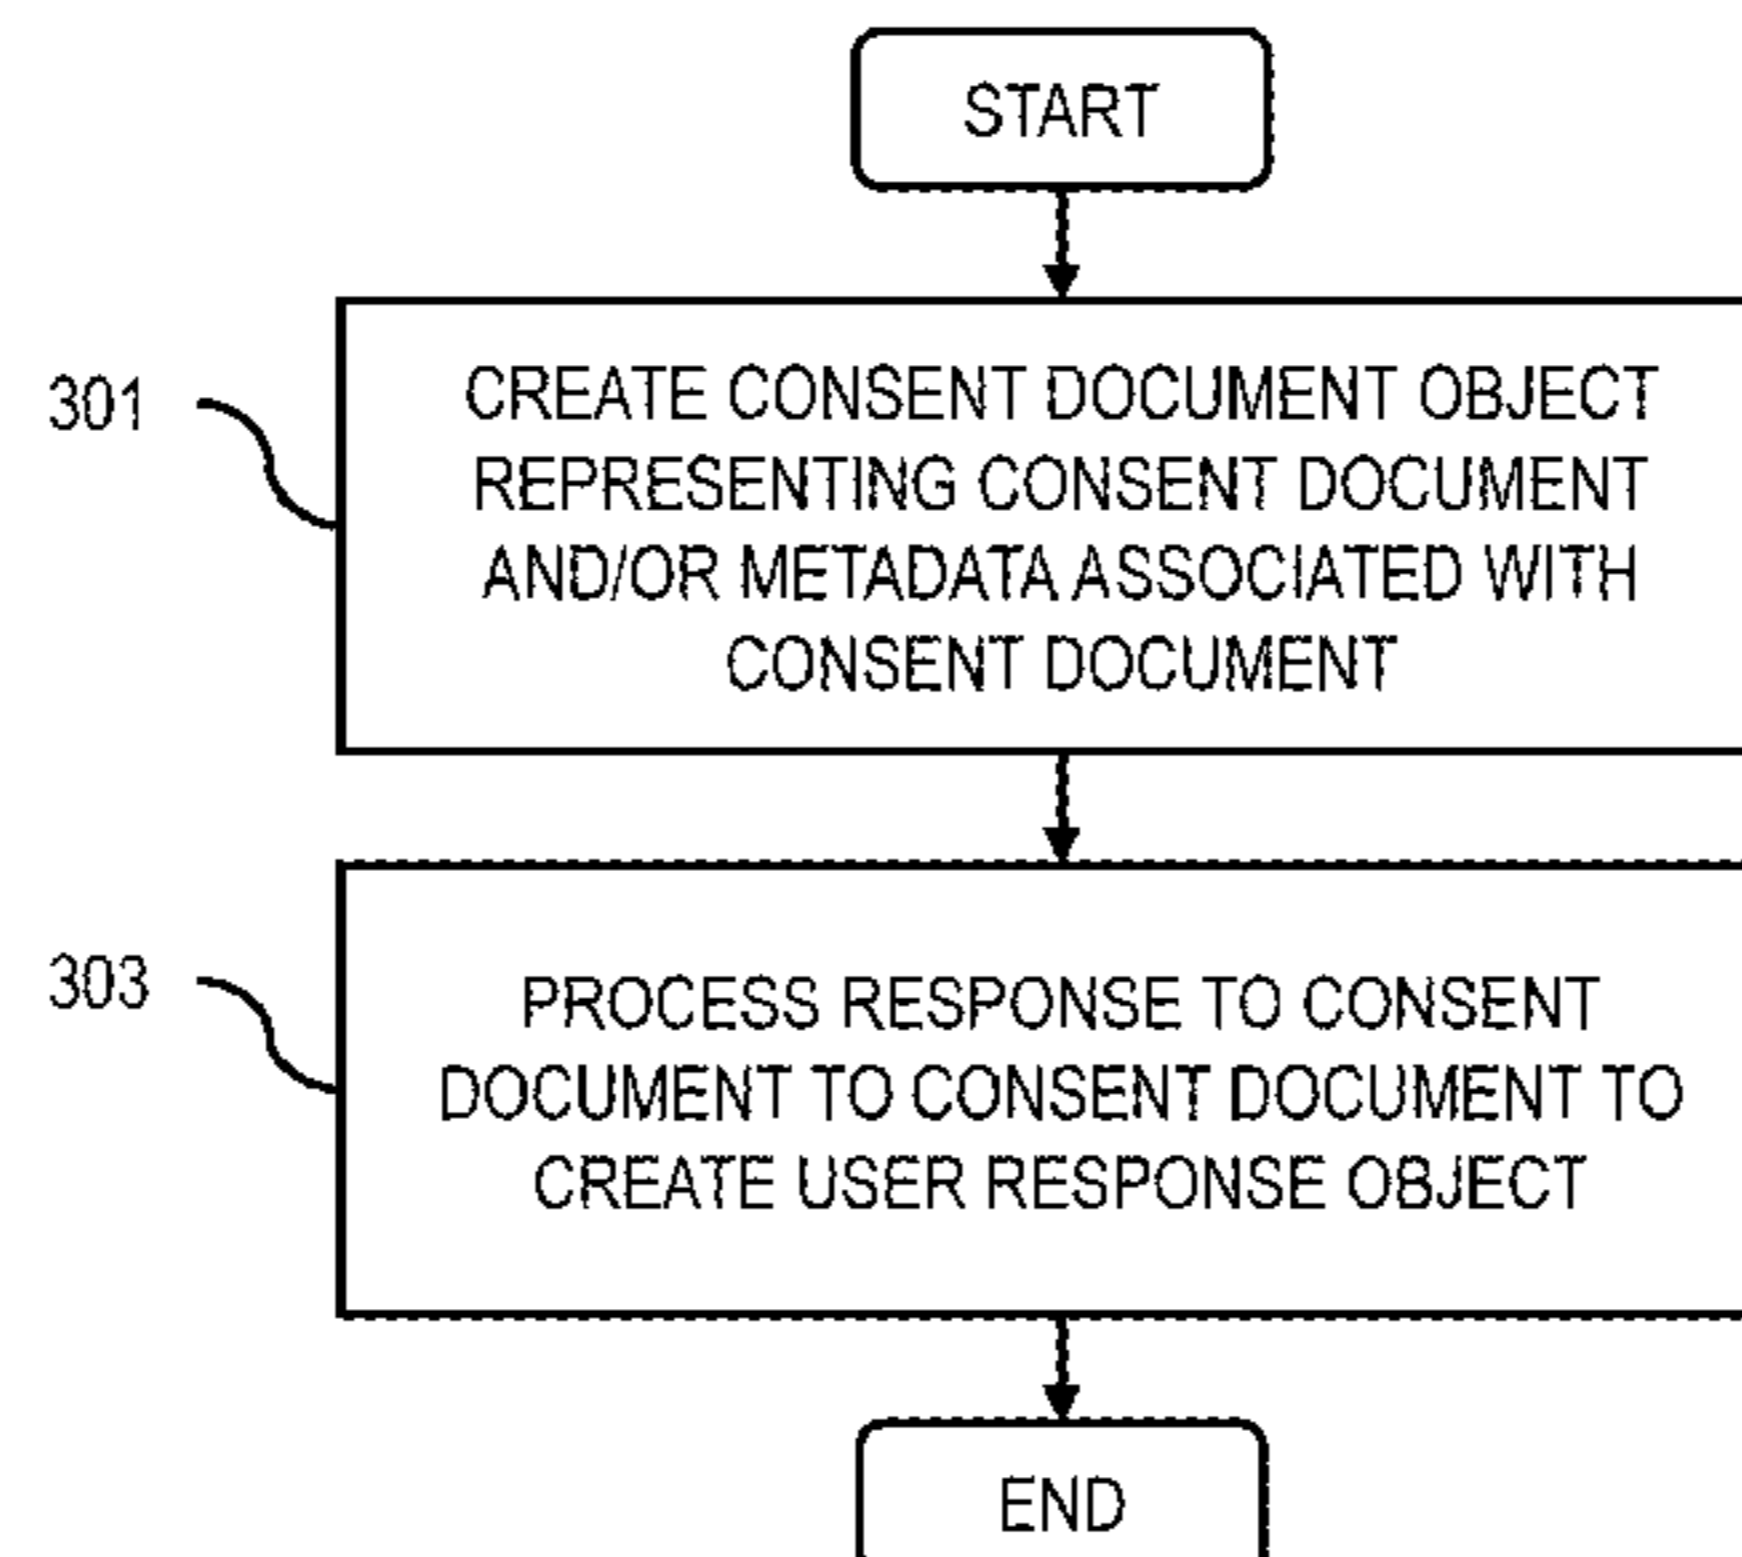 START
301
CREATE CONSENT DOCUMENT OBJECT
REPRESENTING CONSENT DOCUMENT
AND/OR METADATA ASSOCIATED WITH
CONSENT DOCUMENT
303
PROCESS RESPONSE TO CONSENT
DOCUMENT TO CONSENT DOCUMENT TO
CREATE USER RESPONSE OBJECT
END